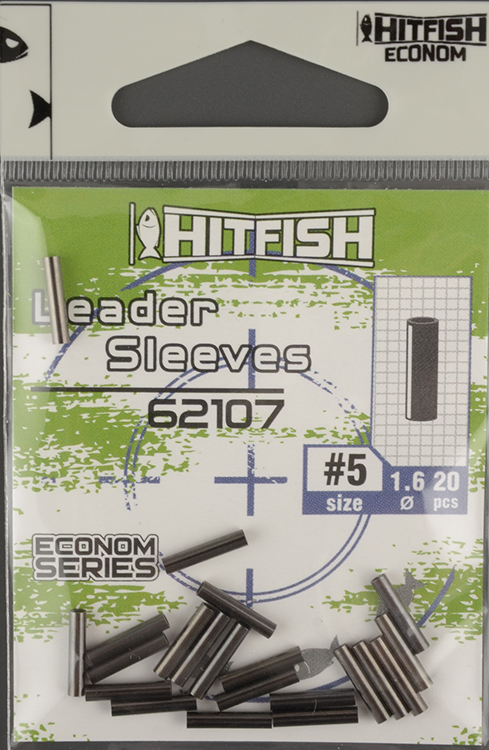 HITFISH
ECONOM
HITFISH
Leader
Sleeves
62107
#5 1.6 20
size Ø pcs
ECONOM
SERIES